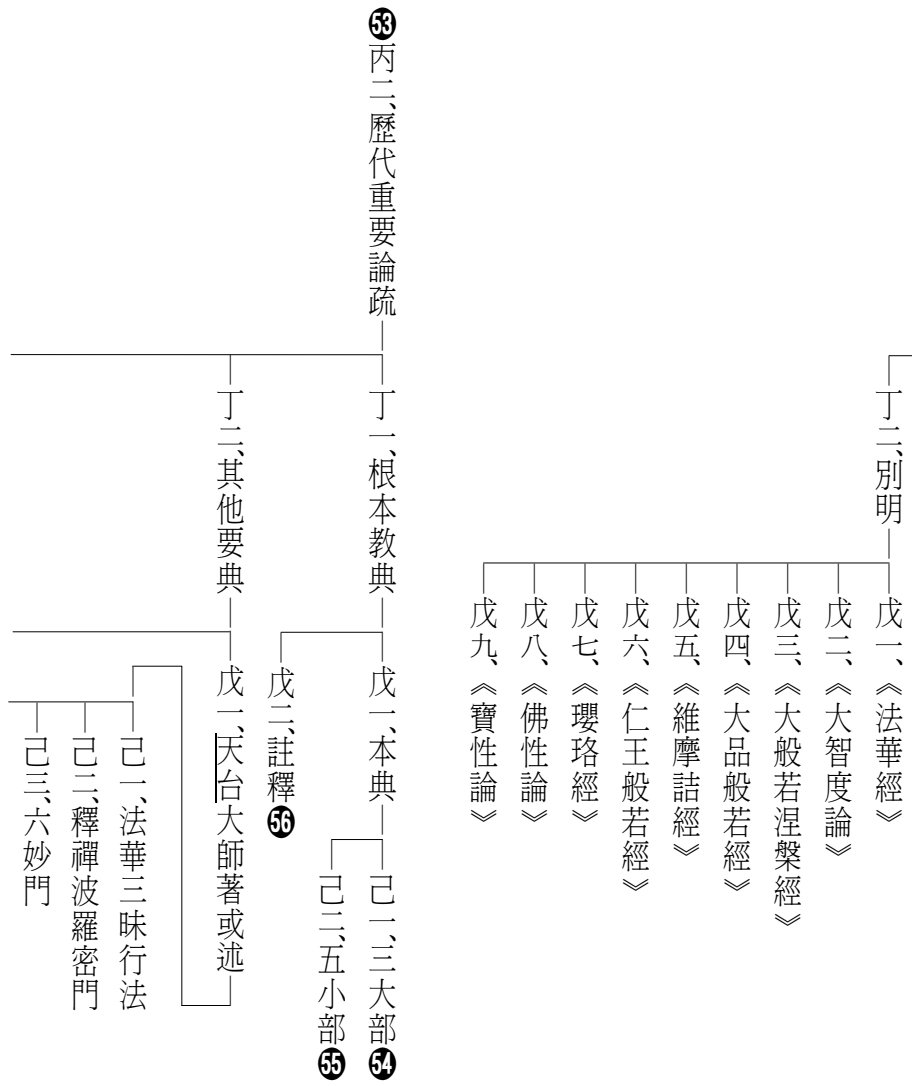 丁二、別明
戊一、《法華經》
戊二、《大智度論》
戊三、《大般若涅槃經》
戊四、《大品般若經》
戊五、《維摩詰經》
戊六、《仁王般若經》
戊七、《瓔珞經》
戊八、《佛性論》
戊九、《寶性論》
53丙二、歷代重要論疏
丁一、根本教典
戊一、本典
己一、三大部54
己二、五小部55
戊二、註釋56
丁二、其他要典
戊一、天台大師著或述
己一、法華三昧行法
己二、釋禪波羅密門
己三、六妙門